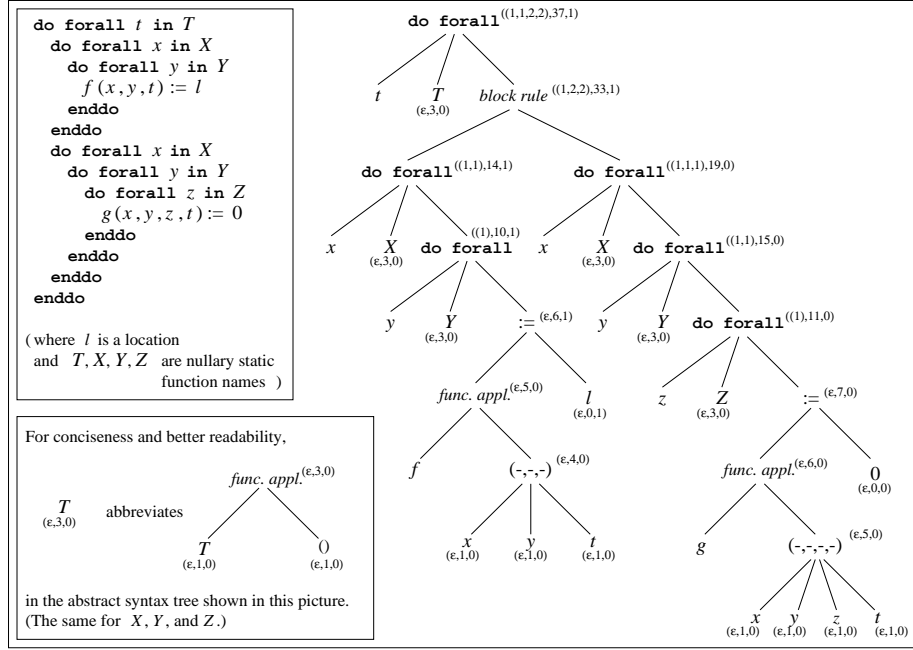 do forall t in T
do forall x in X
do forall y in Y
f(x,y,t) := l
enddo
enddo
do forall x in X
do forall y in Y
do forall z in Z
g(x,y,z,t) := 0
enddo
enddo
enddo
enddo
(where l is a location
and T, X, Y, Z are nullary static
function names )
For conciseness and better readability,
func. appl.(ε,3,0)
T abbreviates
(ε,3,0)
T ()
(ε,1,0) (ε,1,0)
in the abstract syntax tree shown in this picture.
(The same for X, Y, and Z.)
do forall((1,1,2,2),37,1)
t T block rule((1,2,2),33,1)
(ε,3,0)
do forall((1,1),14,1) do forall((1,1,1),19,0)
x X do forall((1),10,1) x X do forall((1,1),15,0)
(ε,3,0) (ε,3,0)
y Y :=(ε,6,1) y Y do forall((1),11,0)
(ε,3,0) (ε,3,0)
func. appl.(ε,5,0) l z Z :=(ε,7,0)
(ε,0,1) (ε,3,0)
f (-,-,-)(ε,4,0) func. appl.(ε,6,0) 0
(ε,0,0)
x y t g (-,-,-,-)(ε,5,0)
(ε,1,0) (ε,1,0) (ε,1,0)
x y z t
(ε,1,0) (ε,1,0) (ε,1,0) (ε,1,0)